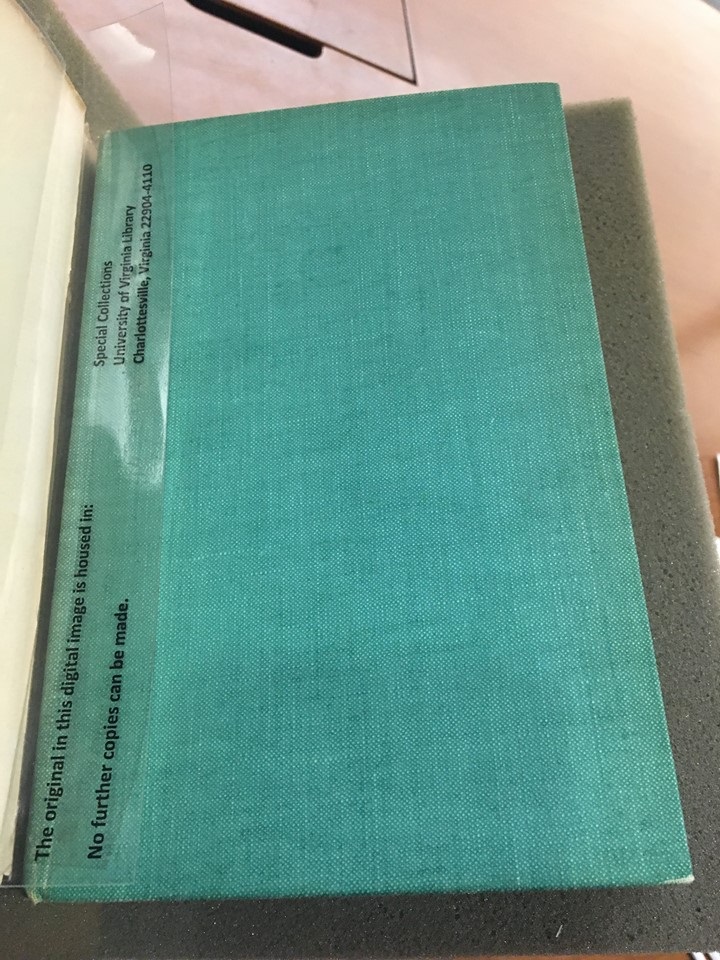 The original in this digital image is housed in:
No further copies can be made.
Special Collections
University of Virginia Library
Charlottesville, Virginia 22904-4110